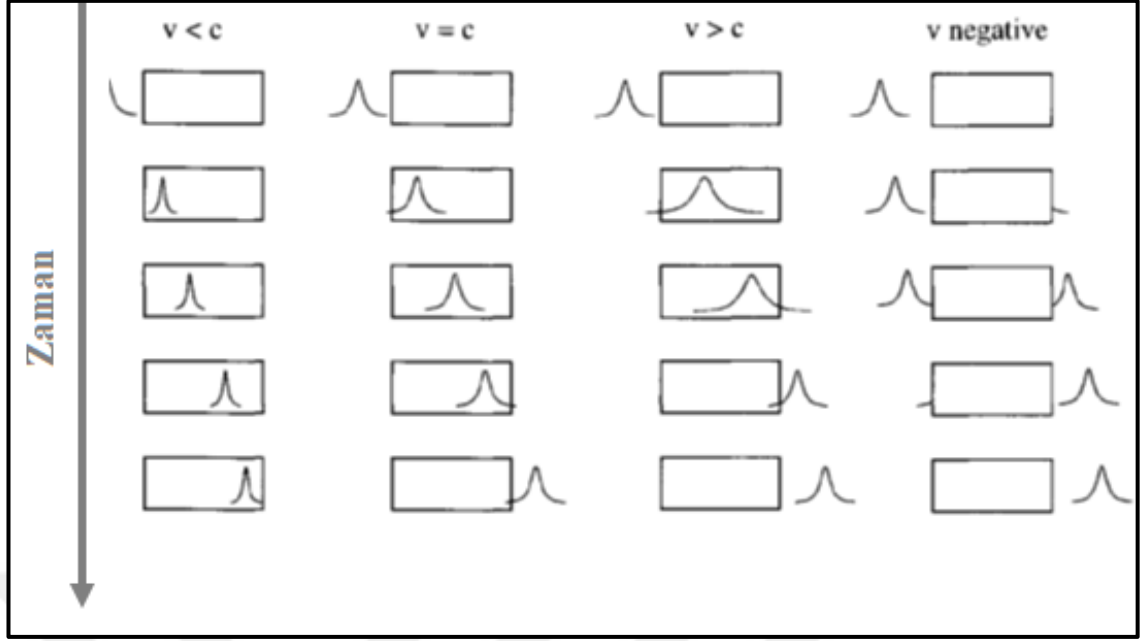 v < c
v = c
v > c
v negative
Zaman